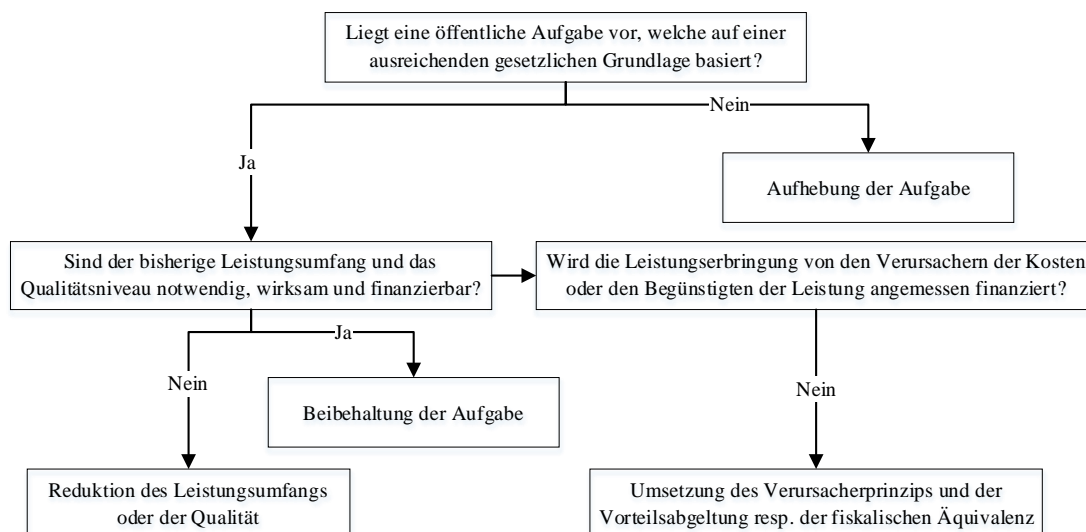 Liegt eine öffentliche Aufgabe vor, welche auf einer
ausreichenden gesetzlichen Grundlage basiert?
Nein
Ja
Aufhebung der Aufgabe
Sind der bisherige Leistungsumfang und das
Qualitätsniveau notwendig, wirksam und finanzierbar?
Wird die Leistungserbringung von den Verursachern der Kosten
oder den Begünstigten der Leistung angemessen finanziert?
Ja
Nein
Nein
Beibehaltung der Aufgabe
Reduktion des Leistungsumfangs
oder der Qualität
Umsetzung des Verursacherprinzips und der
Vorteilsabgeltung resp. der fiskalischen Äquivalenz